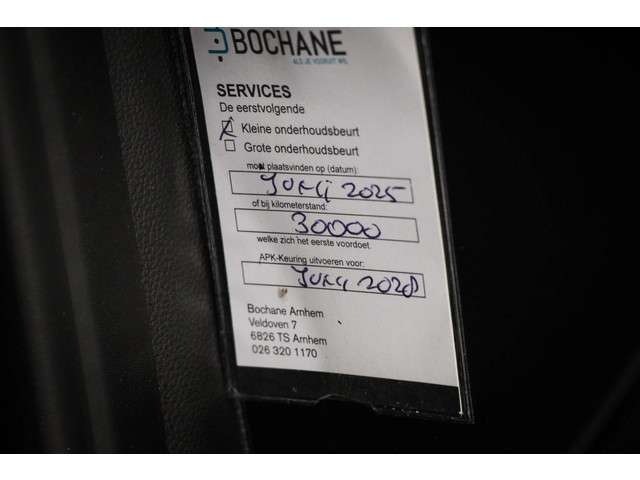 BOCHANE
ALS JE VOORUIT WIL
SERVICES
De eerstvolgende
Kleine onderhoudsbeurt
Grote onderhoudsbeurt
moet plaatsvinden op (datum):
Juni 2025
of bij kilometerstand:
30000
welke zich het eerste voordoet.
APK-Keuring uitvoeren voor:
Juni 2028
Bochane Arnhem
Veldoven 7
6826 TS Arnhem
026 320 1170